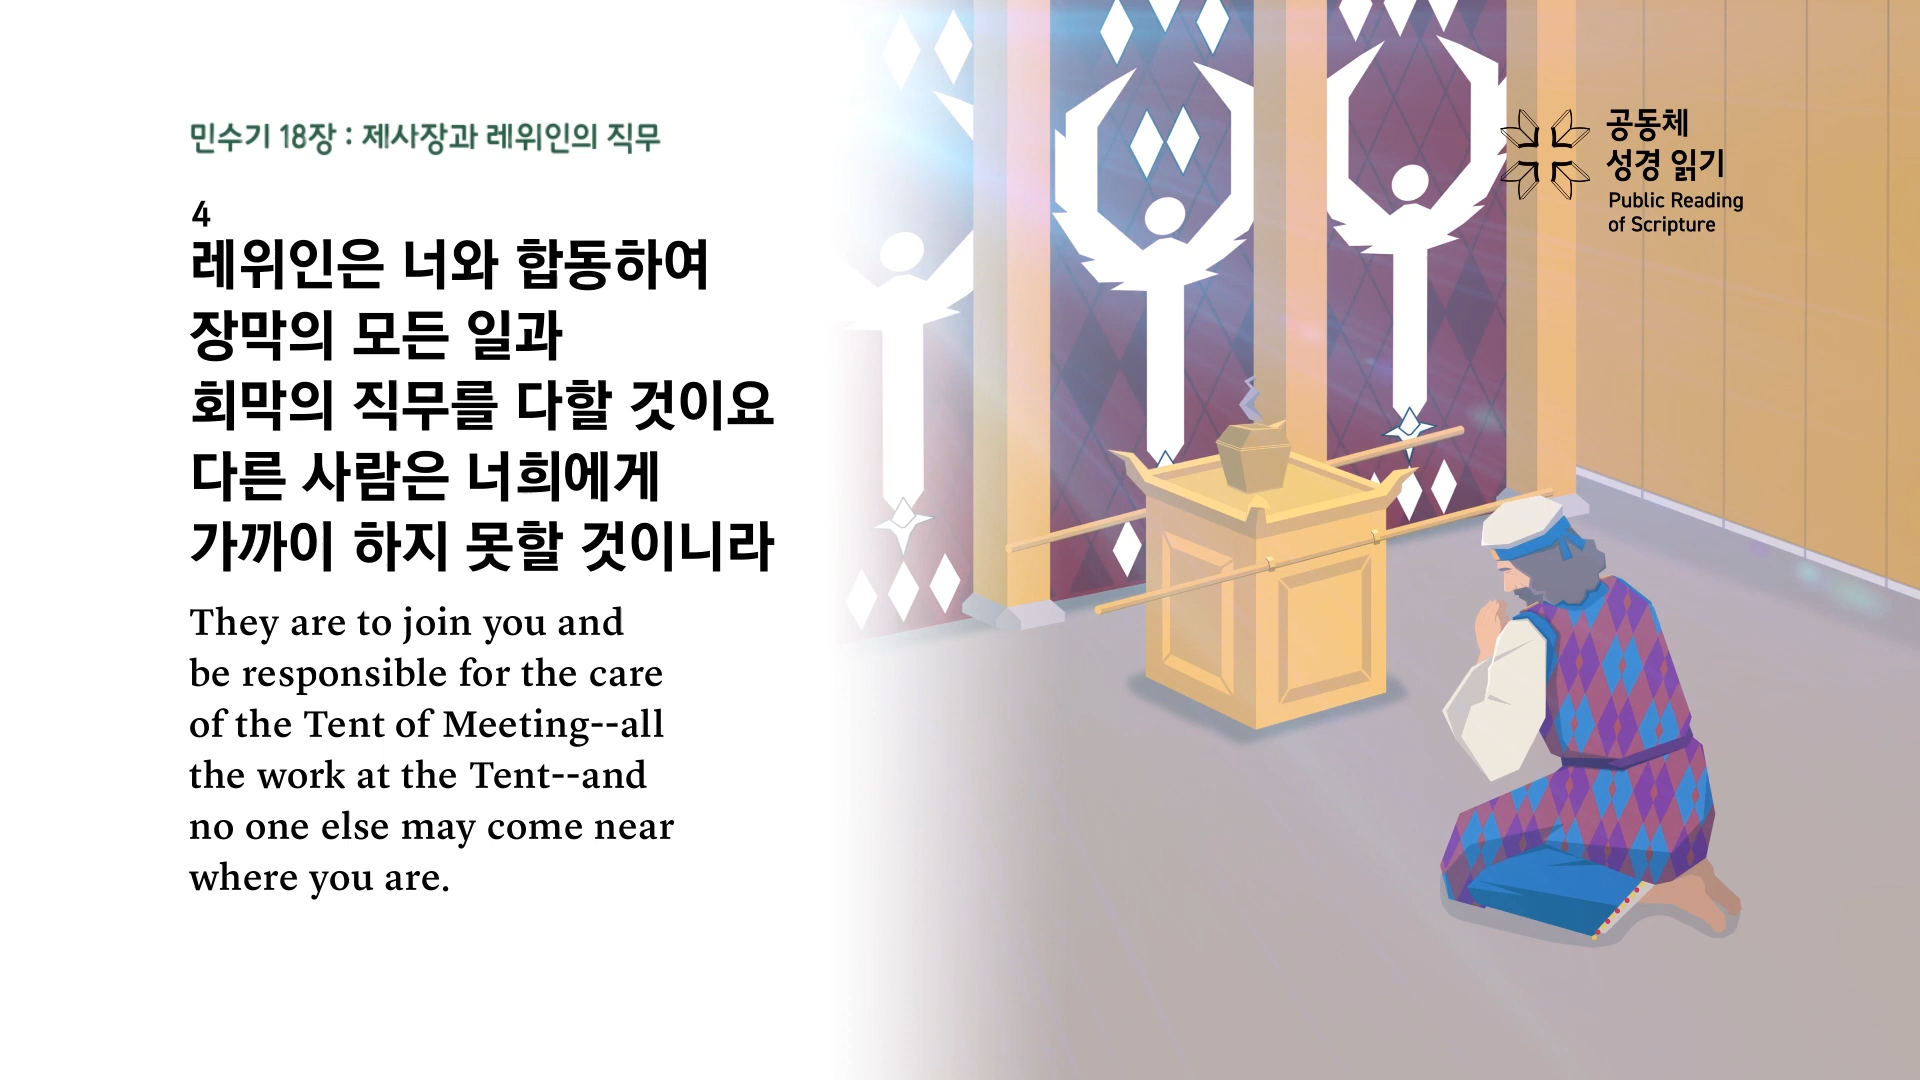 민수기 18장 : 제사장과 레위인의 직무
4
레위인은 너와 합동하여
장막의 모든 일과
회막의 직무를 다할 것이요
다른 사람은 너희에게
가까이 하지 못할 것이니라
They are to join you and
be responsible for the care
of the Tent of Meeting--all
the work at the Tent--and
no one else may come near
where you are.
공동체
성경 읽기
Public Reading
of Scripture